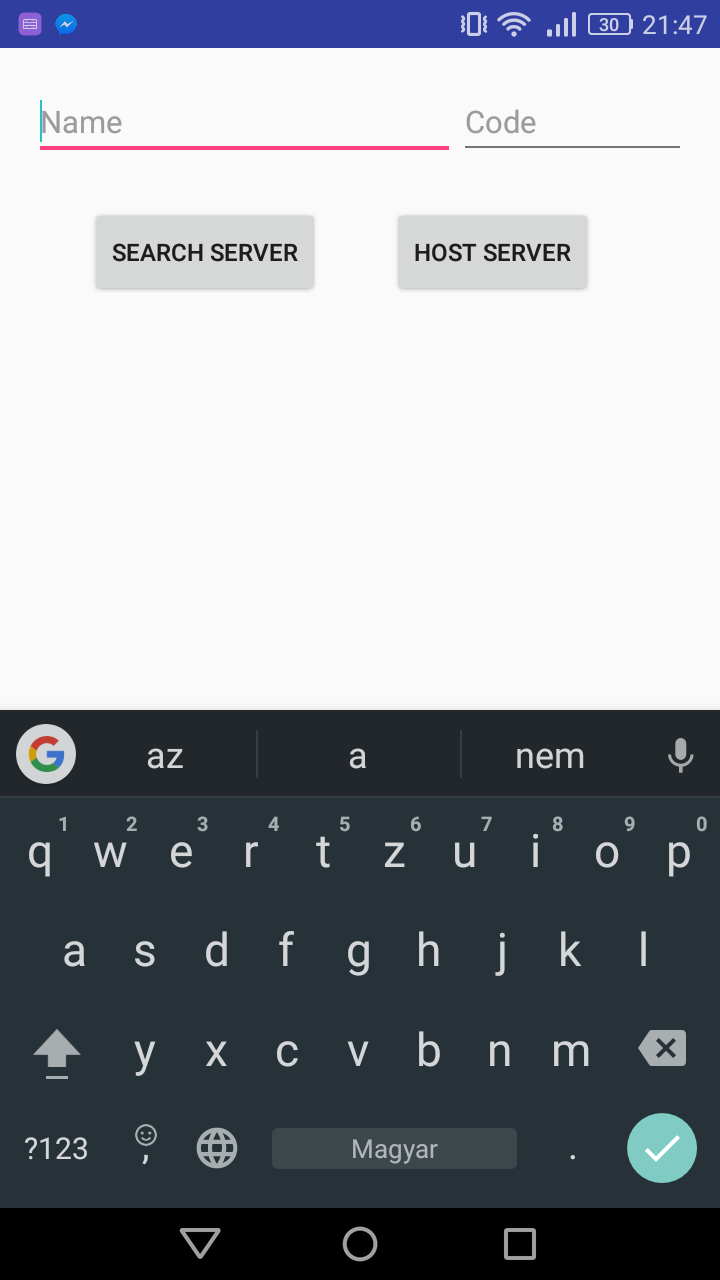 30 21:47
Name Code
SEARCH SERVER HOST SERVER
G az a nem
1 2 3 4 5 6 7 8 9 0
q w e r t z u i o p
a s d f g h j k l
y x c v b n m
?123 , Magyar .